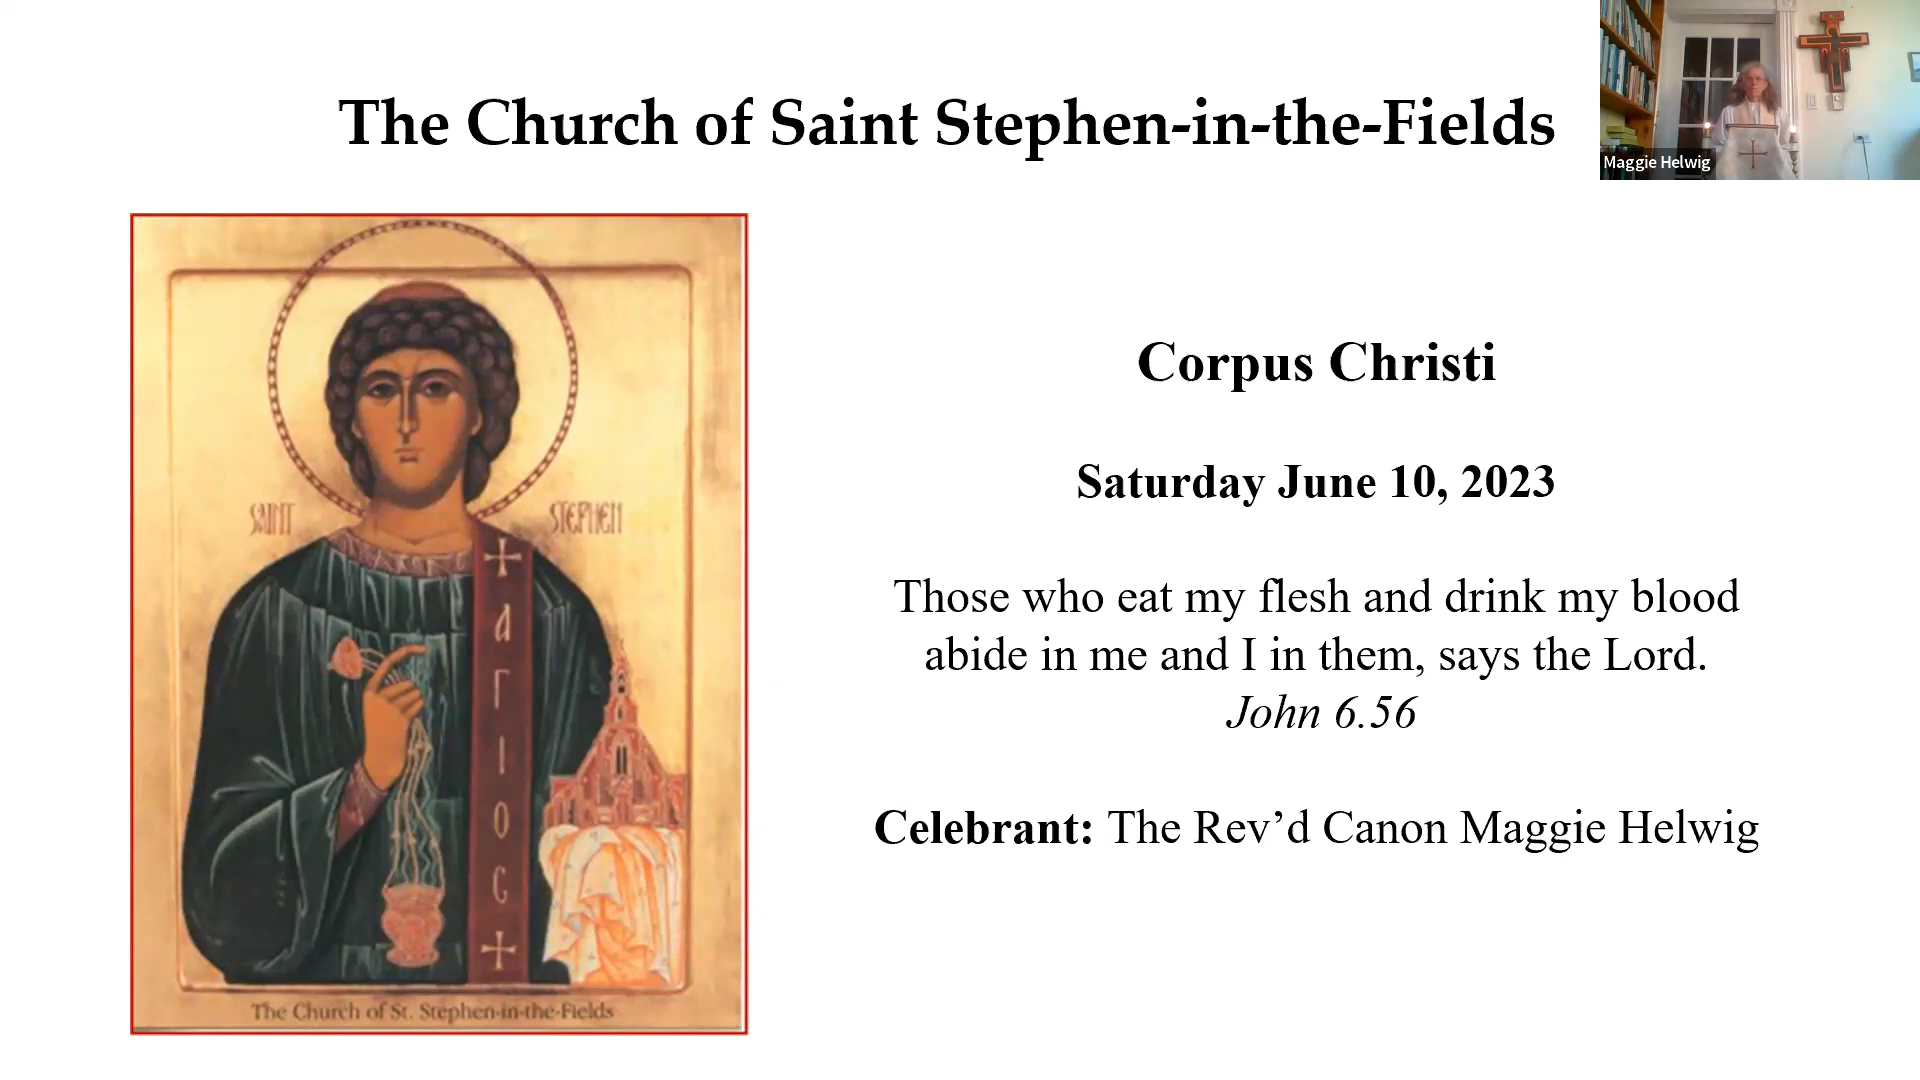 The Church of Saint Stephen-in-the-Fields
Maggie Helwig
SAINT STEPHEN
+
α
Γ
Ι
Ο
C
+
The Church of St. Stephen-in-the-Fields
Corpus Christi
Saturday June 10, 2023
Those who eat my flesh and drink my blood
abide in me and I in them, says the Lord.
John 6.56
Celebrant: The Rev’d Canon Maggie Helwig